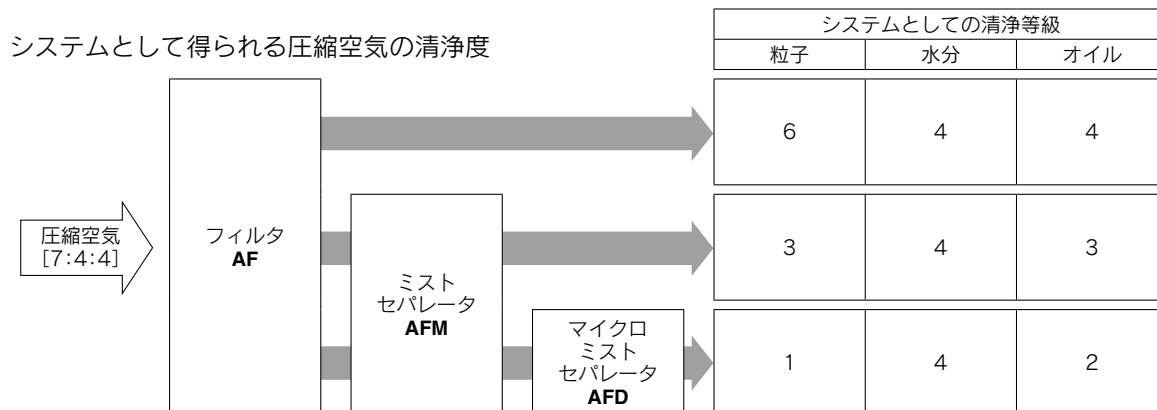 システムとして得られる圧縮空気の清浄度
システムとしての清浄等級
粒子 水分 オイル
6 4 4
圧縮空気
[7:4:4]
フィルタ
AF
3 4 3
ミスト
セパレータ
AFM
マイクロ
ミスト
セパレータ
AFD
1 4 2